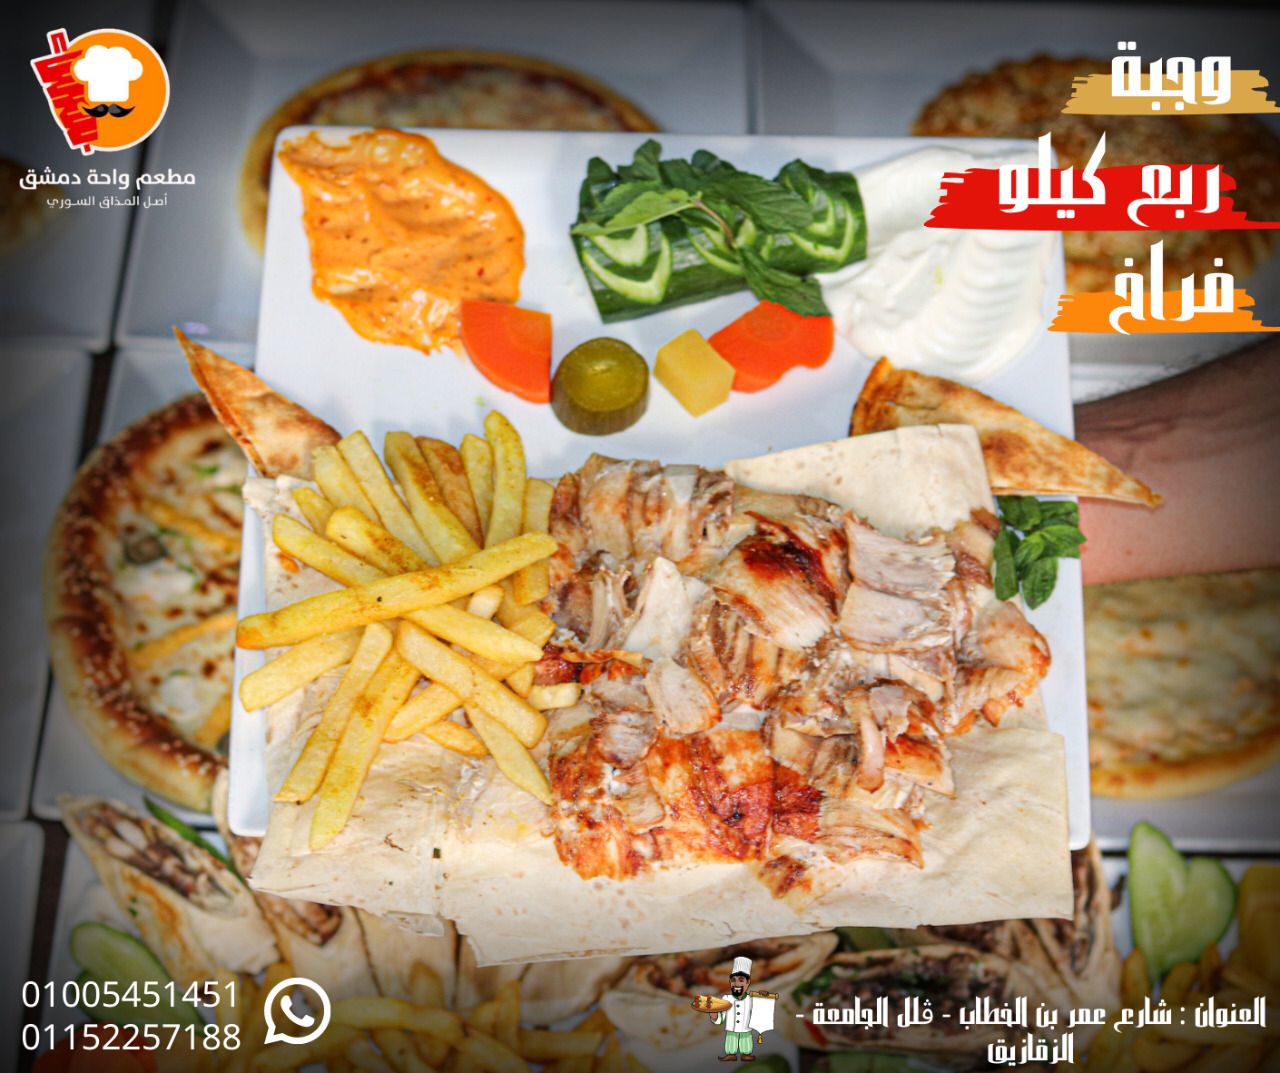 مطعم واحة دمشق
أصل المذاق السوري
وجبة
ربع كيلو
فراخ
01005451451
01152257188
العنوان : شارع عمر بن الخطاب - ڤلل الجامعة -
الزقازيق